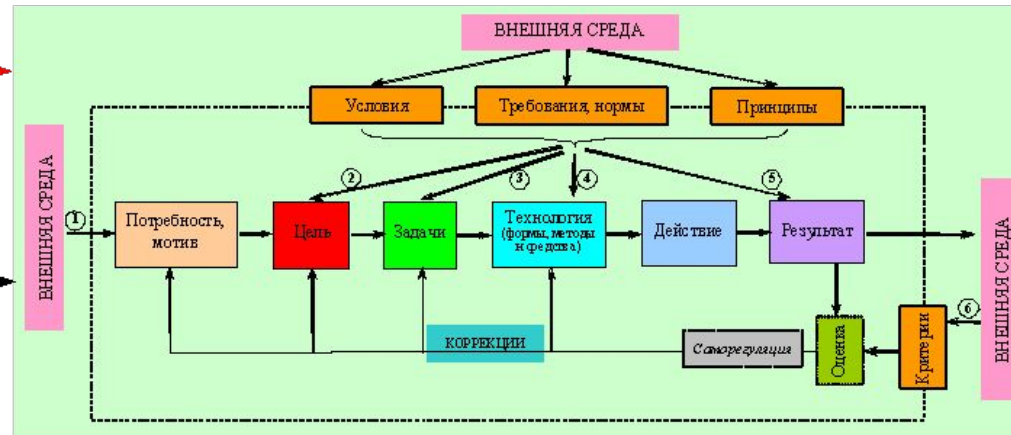 ВНЕШНЯЯ СРЕДА
Условия
Требования, нормы
Принципы
ВНЕШНЯЯ СРЕДА
1
2
3
4
5
Потребность,
мотив
Цель
Задачи
Технология
(формы, методы
и средства)
Действие
Результат
ВНЕШНЯЯ СРЕДА
6
КОРРЕКЦИИ
Саморегуляция
Оценка
Критерии